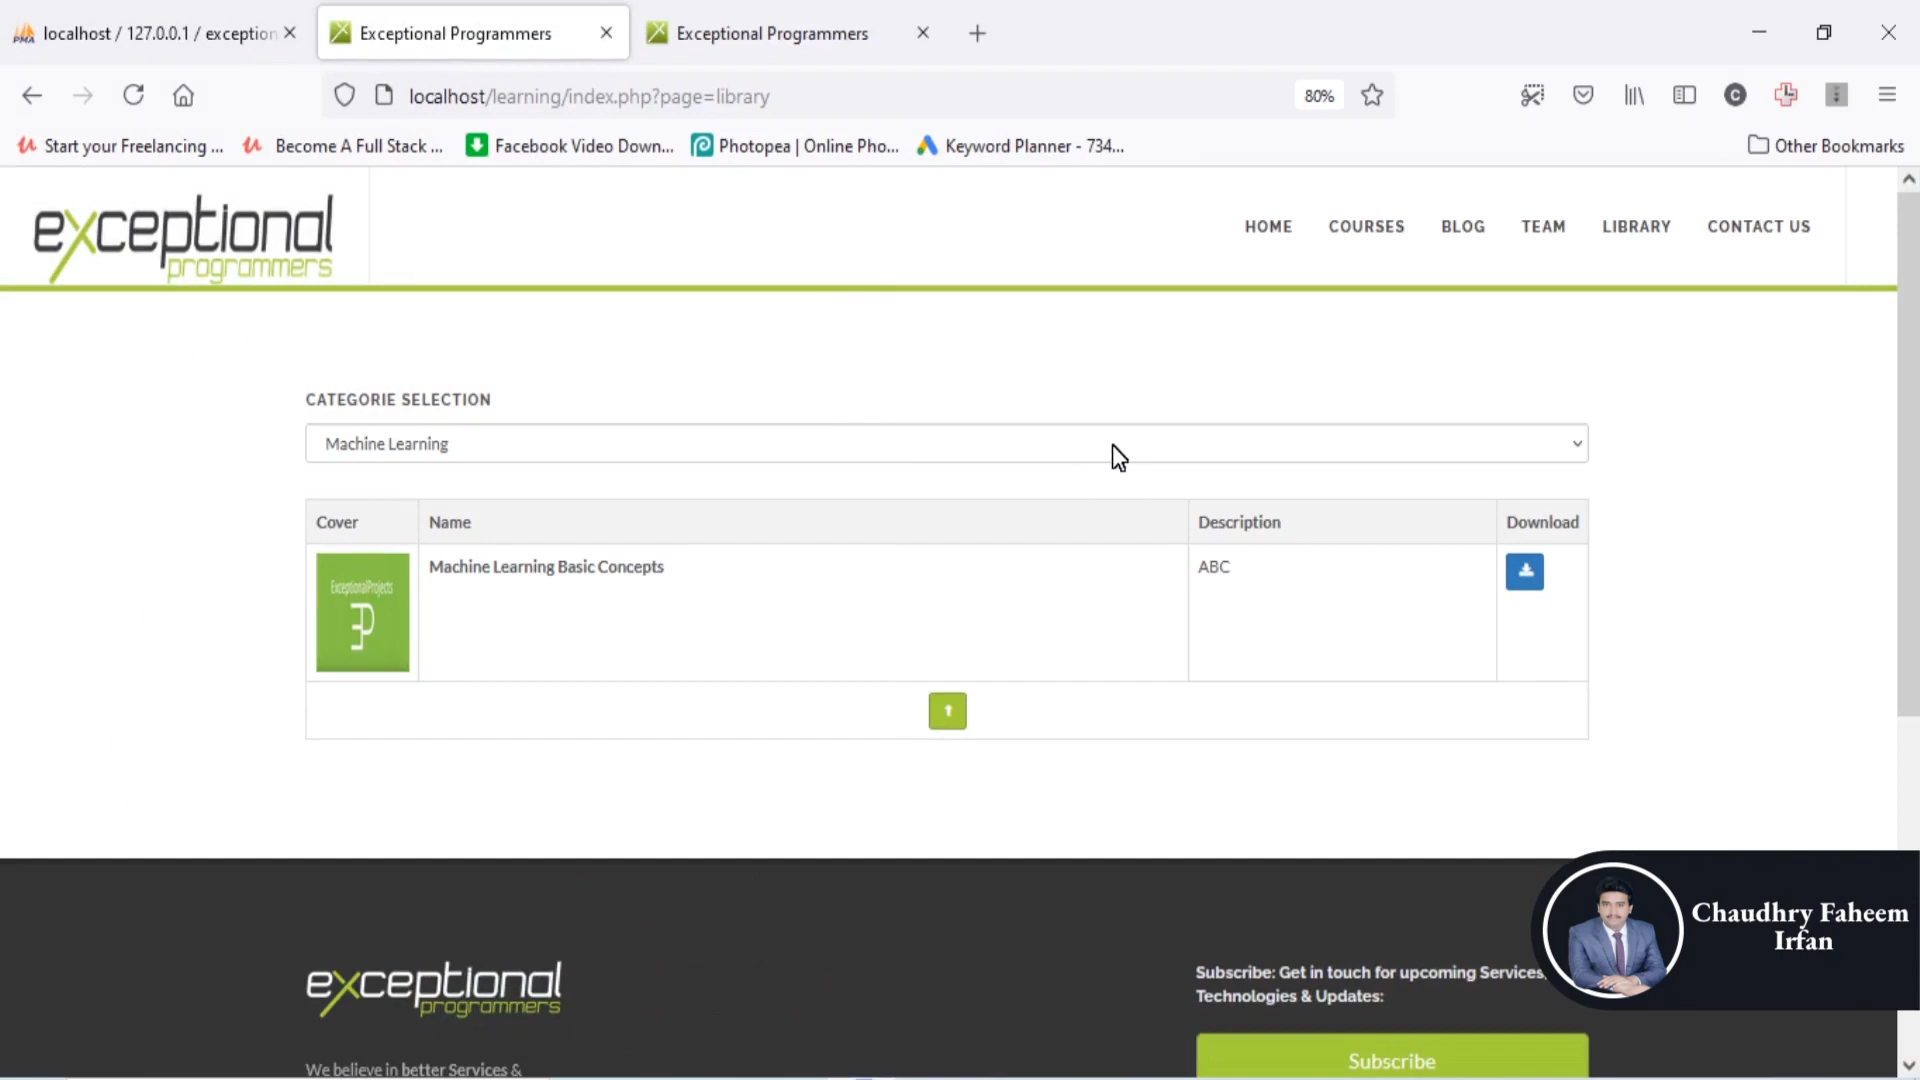 localhost / 127.0.0.1 / exception
Exceptional Programmers
Exceptional Programmers
localhost/learning/index.php?page=library
80%
Start your Freelancing ...
Become A Full Stack ...
Facebook Video Down...
Photopea | Online Pho...
Keyword Planner - 734...
Other Bookmarks
exceptional
programmers
HOME
COURSES
BLOG
TEAM
LIBRARY
CONTACT US
CATEGORIE SELECTION
Machine Learning
Cover
Name
Description
Download
ExceptionalProjects
Machine Learning Basic Concepts
ABC
exceptional
programmers
Subscribe: Get in touch for upcoming Services,
Technologies & Updates:
Subscribe
We believe in better Services &
Chaudhry Faheem
Irfan